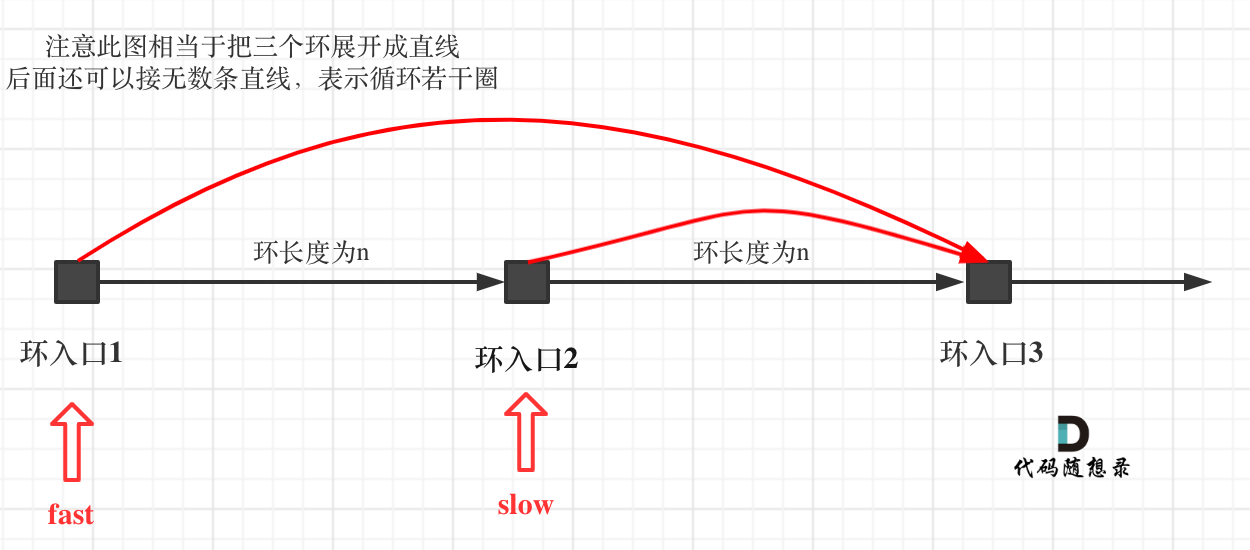 注意此图相当于把三个环展开成直线
后面还可以接无数条直线，表示循环若干圈
环长度为n
环长度为n
环入口1
环入口2
环入口3
fast
slow
代码随想录